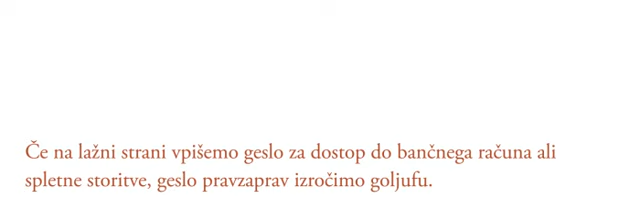 Če na lažni strani vpišemo geslo za dostop do bančnega računa ali
spletne storitve, geslo pravzaprav izročimo goljufu.